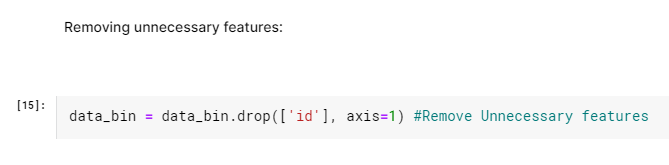 Removing unnecessary features:
[15]:
data_bin = data_bin.drop(['id'], axis=1) #Remove Unnecessary features